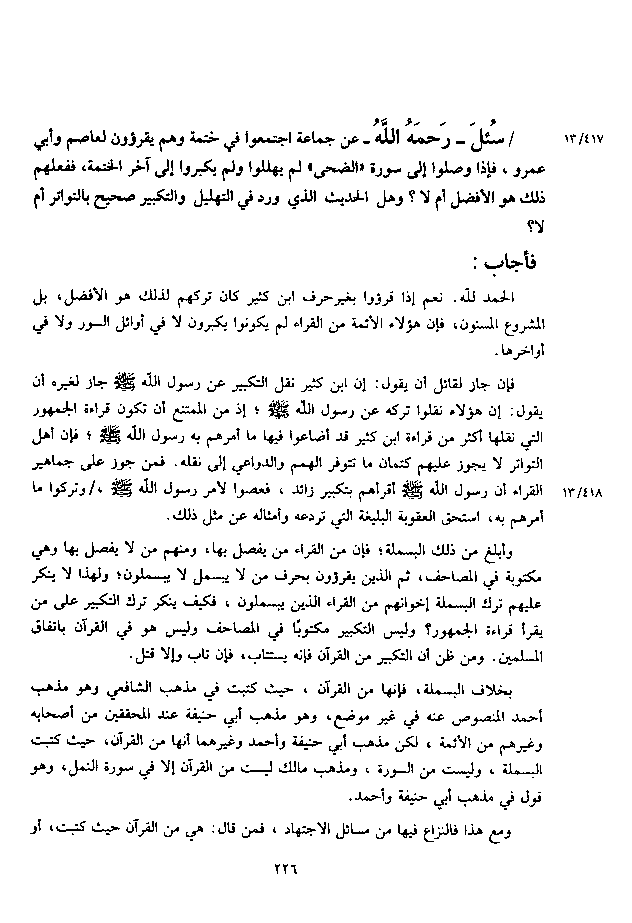 ١٣/٤١٧ / سُئِلَ ـ رَحمَهُ اللَّهُ ـ عن جماعة اجتمعوا في ختمة وهم يقرؤون لعاصم وأبي
عمرو ، فإذا وصلوا إلى سورة «الضحى» لم يهللوا ولم يكبروا إلى آخر الختمة، ففعلهم
ذلك هو الأفضل أم لا ؟ وهل الحديث الذي ورد في التهليل والتكبير صحيح بالتواتر أم
لا؟
فأجاب :
الحمد لله. نعم إذا قرؤوا بغير حرف ابن كثير كان تركهم لذلك هو الأفضل، بل
المشروع المسنون، فإن هؤلاء الأئمة من القراء لم يكونوا يكبرون لا في أوائل السور ولا في
أواخرها.
فإن جاز لقائل أن يقول: إن ابن كثير نقل التكبير عن رسول الله ﷺ جاز لغيره أن
يقول: إن هؤلاء نقلوا تركه عن رسول الله ﷺ ؛ إذ من الممتنع أن تكون قراءة الجمهور
التي نقلها أكثر من قراءة ابن كثير قد أضاعوا فيها ما أمرهم به رسول الله ﷺ ؛ فإن أهل
التواتر لا يجوز عليهم كتمان ما تتوفر الهمم والدواعي إلى نقله. فمن جوز على جماهير
١٣/٤١٨ القراء أن رسول الله ﷺ أقرأهم بتكبير زائد ، فعصوا لأمر رسول الله ﷺ ،/ وتركوا ما
أمرهم به، استحق العقوبة البليغة التي تردعه وأمثاله عن مثل ذلك.
وأبلغ من ذلك البسملة؛ فإن من القراء من يفصل بها، ومنهم من لا يفصل بها وهي
مكتوبة في المصاحف، ثم الذين يقرؤون بحرف من لا يبسمل لا يبسملون؛ ولهذا لا ينكر
عليهم ترك البسملة إخوانهم من القراء الذين يبسملون ، فكيف ينكر ترك التكبير على من
يقرأ قراءة الجمهور؟ وليس التكبير مكتوبًا في المصاحف وليس هو في القرآن باتفاق
المسلمين. ومن ظن أن التكبير من القرآن فإنه يستتاب، فإن تاب وإلا قتل.
بخلاف البسملة، فإنها من القرآن ، حيث كتبت في مذهب الشافعي وهو مذهب
أحمد المنصوص عنه في غير موضع، وهو مذهب أبي حنيفة عند المحققين من أصحابه
وغيرهم من الأئمة ، لكن مذهب أبي حنيفة وأحمد وغيرهما أنها من القرآن، حيث كتبت
البسملة ، وليست من السورة ، ومذهب مالك ليست من القرآن إلا في سورة النمل، وهو
قول في مذهب أبي حنيفة وأحمد.
ومع هذا فالنزاع فيها من مسائل الاجتهاد ، فمن قال: هي من القرآن حيث كتبت، أو
٢٢٦